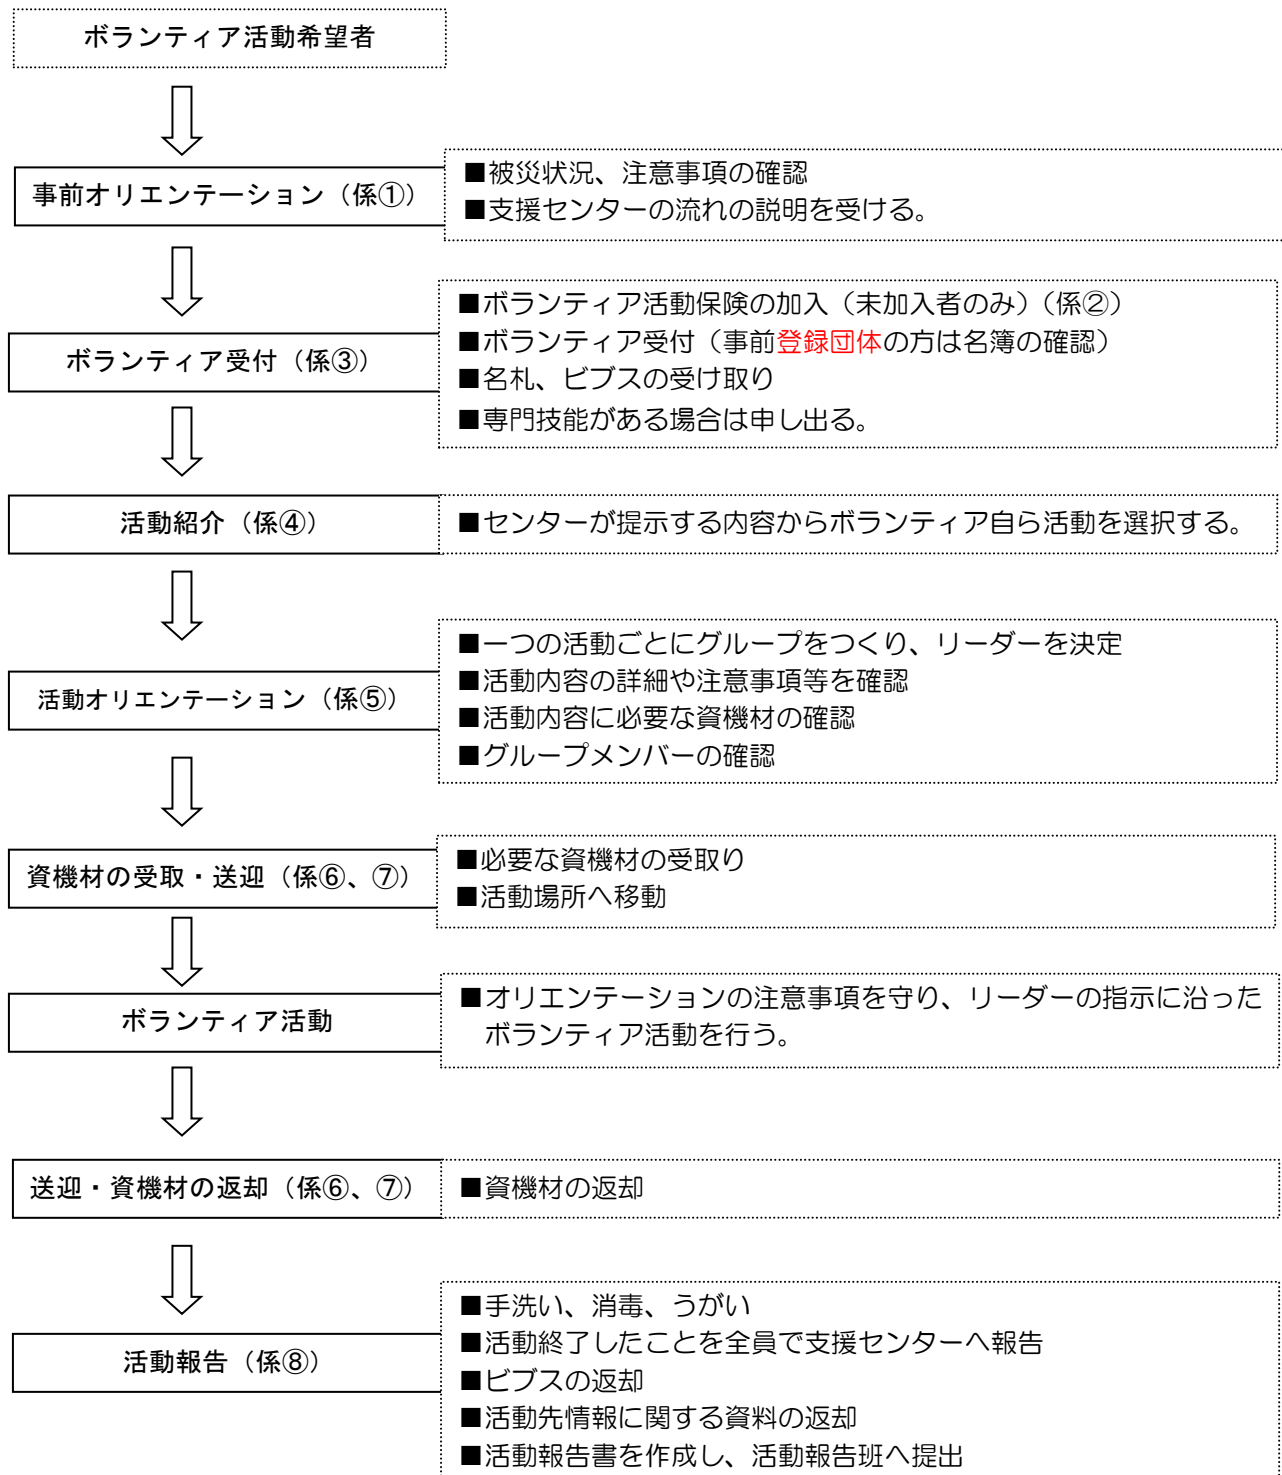 ボランティア活動希望者
事前オリエンテーション（係①）
■被災状況、注意事項の確認
■支援センターの流れの説明を受ける。
ボランティア受付（係③）
■ボランティア活動保険の加入（未加入者のみ）（係②）
■ボランティア受付（事前登録団体の方は名簿の確認）
■名札、ビブスの受け取り
■専門技能がある場合は申し出る。
活動紹介（係④）
■センターが提示する内容からボランティア自ら活動を選択する。
活動オリエンテーション（係⑤）
■一つの活動ごとにグループをつくり、リーダーを決定
■活動内容の詳細や注意事項等を確認
■活動内容に必要な資機材の確認
■グループメンバーの確認
資機材の受取・送迎（係⑥、⑦）
■必要な資機材の受取り
■活動場所へ移動
ボランティア活動
■オリエンテーションの注意事項を守り、リーダーの指示に沿った
ボランティア活動を行う。
送迎・資機材の返却（係⑥、⑦）
■資機材の返却
活動報告（係⑧）
■手洗い、消毒、うがい
■活動終了したことを全員で支援センターへ報告
■ビブスの返却
■活動先情報に関する資料の返却
■活動報告書を作成し、活動報告班へ提出